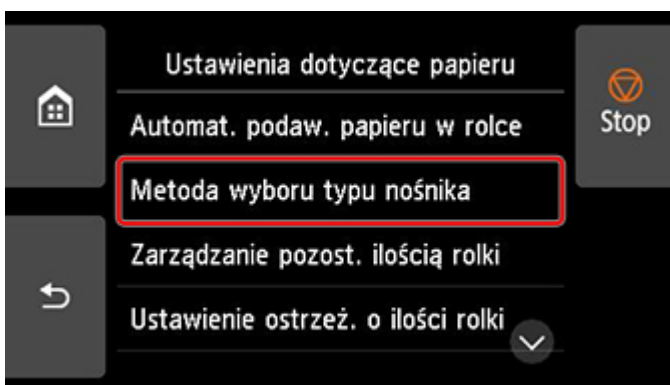 Ustawienia dotyczące papieru
Stop
Automat. podaw. papieru w rolce
Metoda wyboru typu nośnika
Zarządzanie pozost. ilością rolki
Ustawienie ostrzeż. o ilości rolki